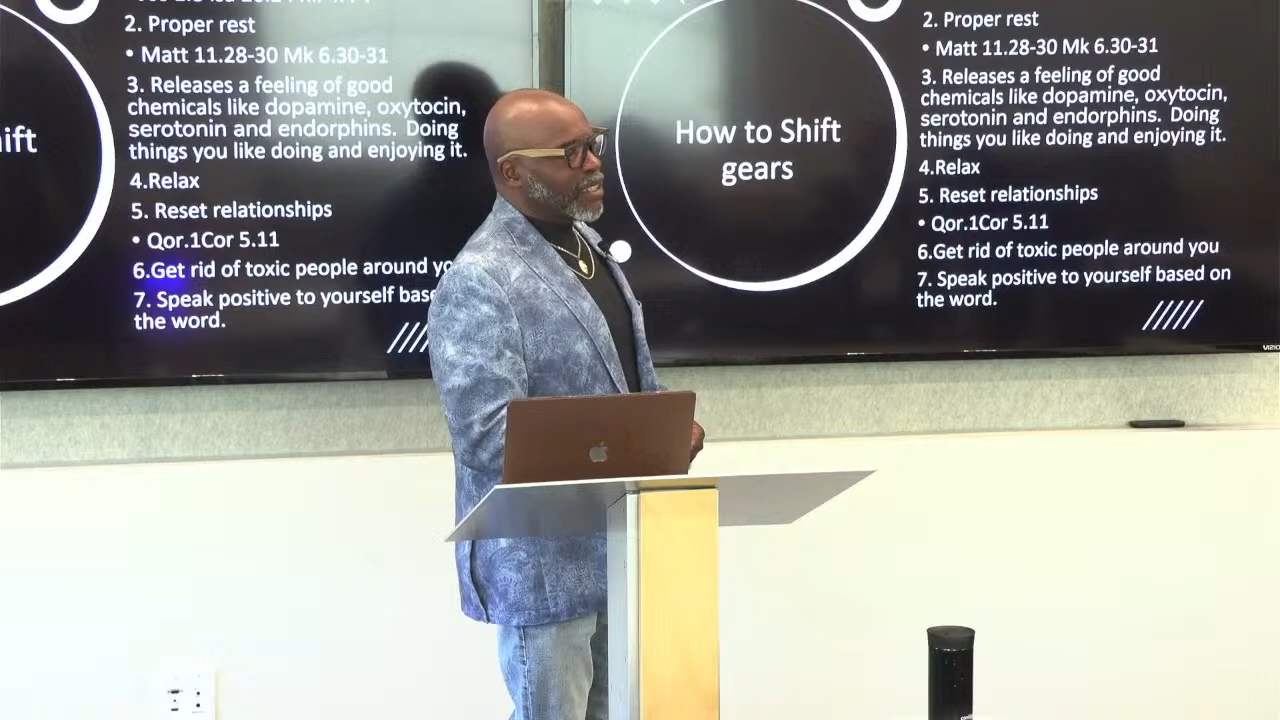 2. Proper rest
• Matt 11.28-30 Mk 6.30-31
3. Releases a feeling of good
chemicals like dopamine, oxytocin,
serotonin and endorphins. Doing
things you like doing and enjoying it.
4.Relax
5. Reset relationships
• Qor.1Cor 5.11
6.Get rid of toxic people around yo
7. Speak positive to yourself base
the word.
ift
How to Shift
gears
2. Proper rest
• Matt 11.28-30 Mk 6.30-31
3. Releases a feeling of good
chemicals like dopamine, oxytocin,
serotonin and endorphins. Doing
things you like doing and enjoying it.
4.Relax
5. Reset relationships
• Qor.1Cor 5.11
6.Get rid of toxic people around you
7. Speak positive to yourself based on
the word.
VIZIO